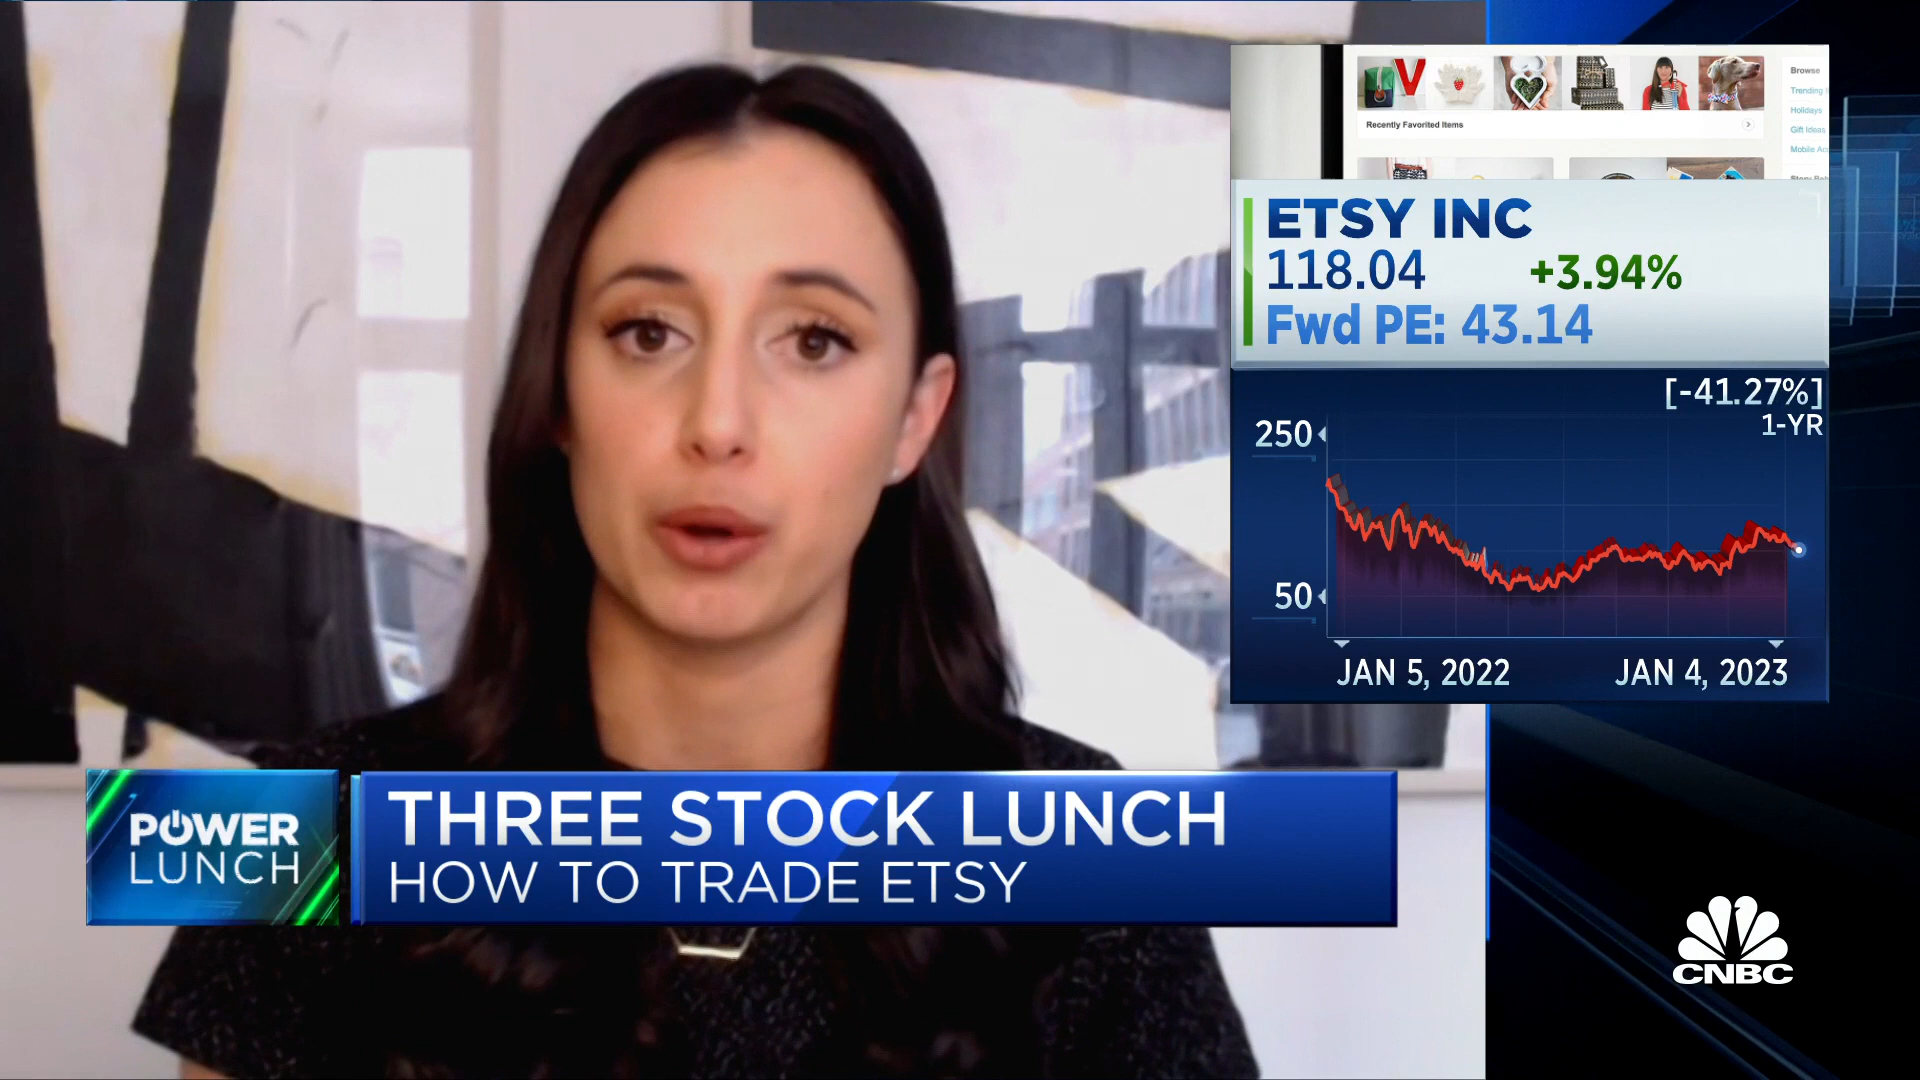 Browse
Trending
Holidays
Gift Ideas
Mobile
V
Recently Favorited Items
ETSY INC
118.04 +3.94%
Fwd PE: 43.14
[-41.27%]
1-YR
250
50
JAN 5, 2022 JAN 4, 2023
POWER
LUNCH
THREE STOCK LUNCH
HOW TO TRADE ETSY
CNBC